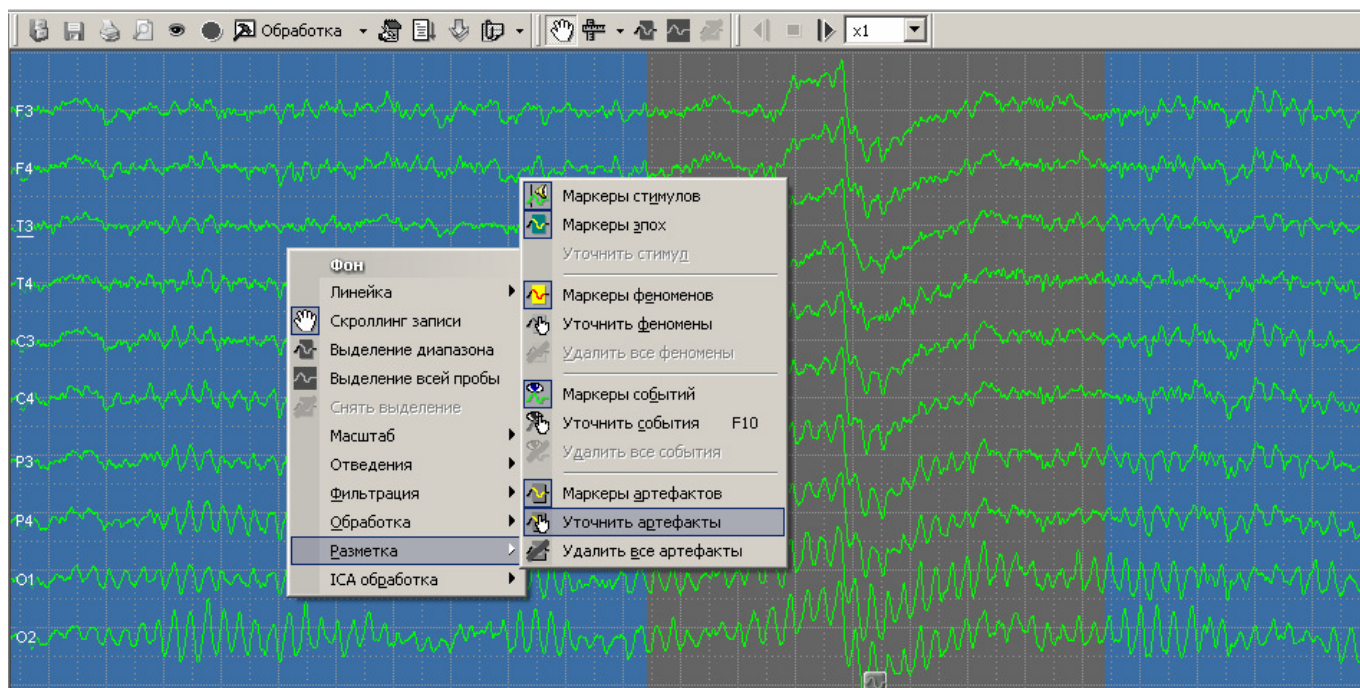 Обработка
x1
F3
F4
T3
T4
C3
C4
P3
P4
O1
O2
Фон
Линейка
Скроллинг записи
Выделение диапазона
Выделение всей пробы
Снять выделение
Масштаб
Отведения
Фильтрация
Обработка
Разметка
ICA обработка
Маркеры стимулов
Маркеры эпох
Уточнить стимул
Маркеры феноменов
Уточнить феномены
Удалить все феномены
Маркеры событий
Уточнить события F10
Удалить все события
Маркеры артефактов
Уточнить артефакты
Удалить все артефакты